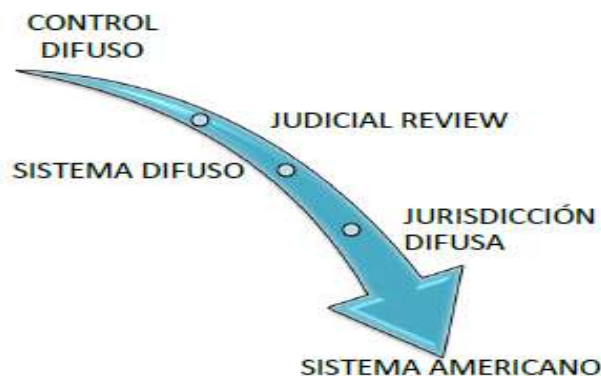 CONTROL
DIFUSO
JUDICIAL REVIEW
SISTEMA DIFUSO
JURISDICCIÓN
DIFUSA
SISTEMA AMERICANO